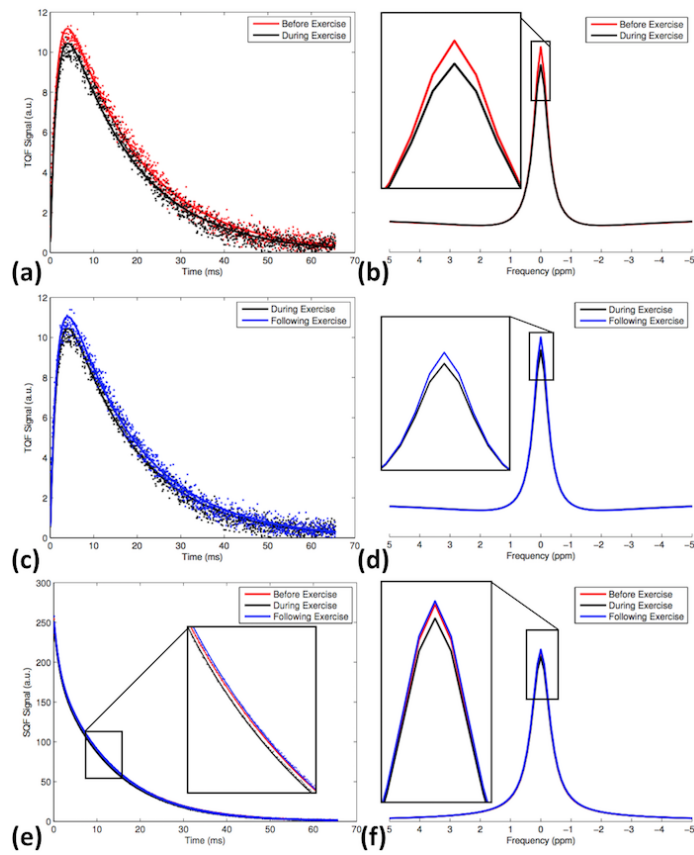 12
10
8
6
4
2
0
TQF Signal (a.u.)
0 10 20 30 40 50 60 70
Time (ms)
Before Exercise
During Exercise
(a)
Before Exercise
During Exercise
5 4 3 2 1 0 −1 −2 −3 −4 −5
Frequency (ppm)
(b)
12
10
8
6
4
2
0
TQF Signal (a.u.)
0 10 20 30 40 50 60 70
Time (ms)
During Exercise
Following Exercise
(c)
During Exercise
Following Exercise
5 4 3 2 1 0 −1 −2 −3 −4 −5
Frequency (ppm)
(d)
300
250
200
150
100
50
0
SQF Signal (a.u.)
0 10 20 30 40 50 60 70
Time (ms)
Before Exercise
During Exercise
Following Exercise
(e)
Before Exercise
During Exercise
Following Exercise
5 4 3 2 1 0 −1 −2 −3 −4 −5
Frequency (ppm)
(f)